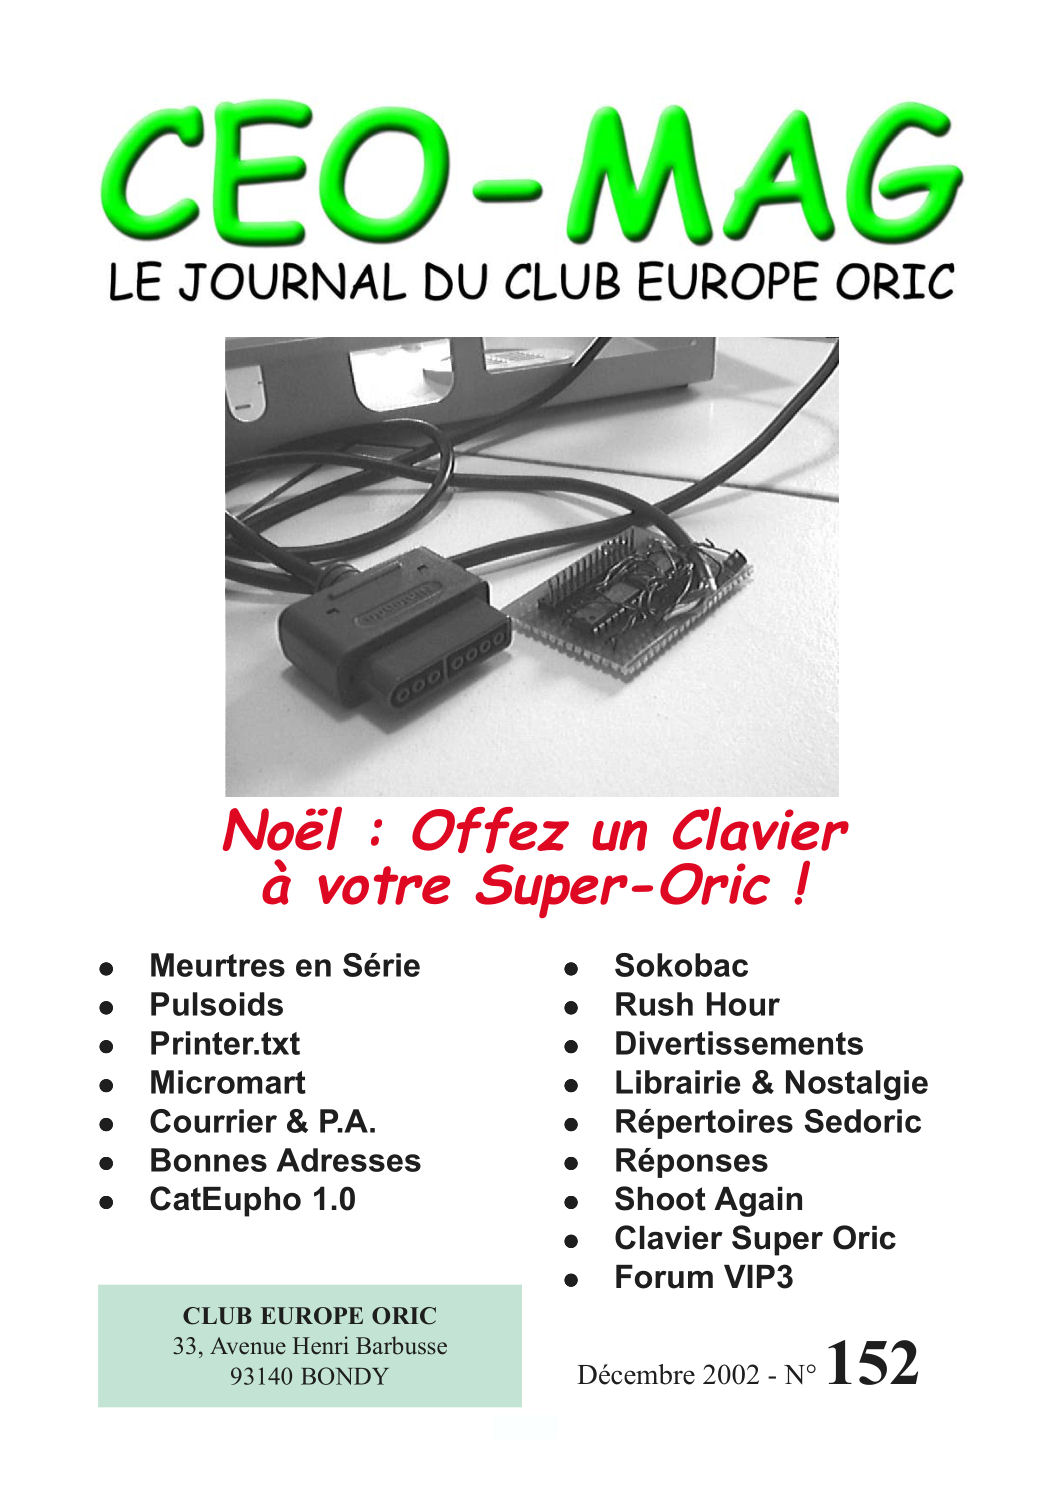 CEO-MAG
LE JOURNAL DU CLUB EUROPE ORIC
Nintendo
Noël : Offez un Clavier
à votre Super-Oric !
● Meurtres en Série
● Pulsoids
● Printer.txt
● Micromart
● Courrier & P.A.
● Bonnes Adresses
● CatEupho 1.0
● Sokobac
● Rush Hour
● Divertissements
● Librairie & Nostalgie
● Répertoires Sedoric
● Réponses
● Shoot Again
● Clavier Super Oric
● Forum VIP3
CLUB EUROPE ORIC
33, Avenue Henri Barbusse
93140 BONDY
Décembre 2002 - N° 152